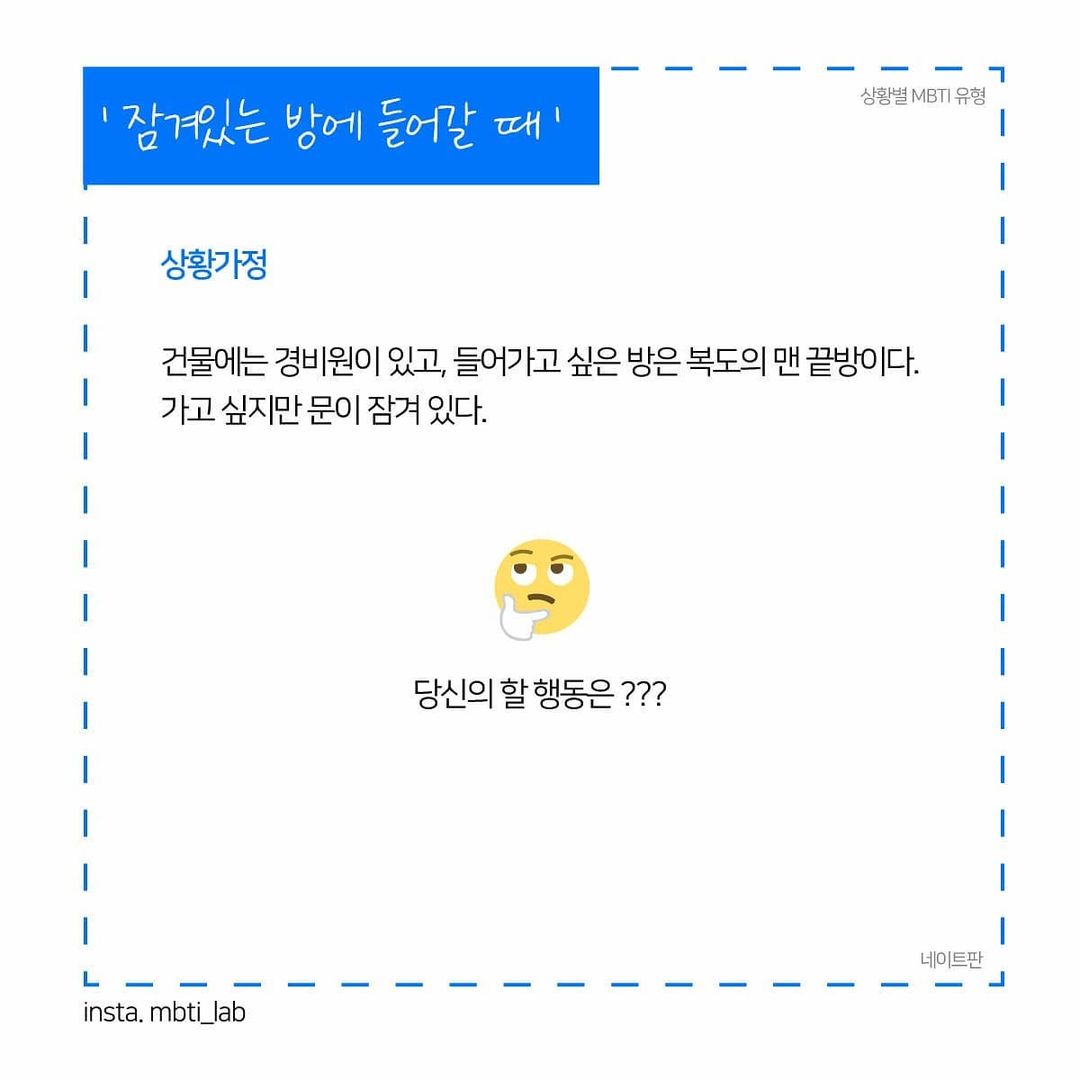 '잠겨있는 방에 들어갈 때'
상황별 MBTI 유형
상황가정
건물에는 경비원이 있고, 들어가고 싶은 방은 복도의 맨 끝방이다.
가고 싶지만 문이 잠겨 있다.
당신의 할 행동은 ???
네이트판
insta. mbti_lab